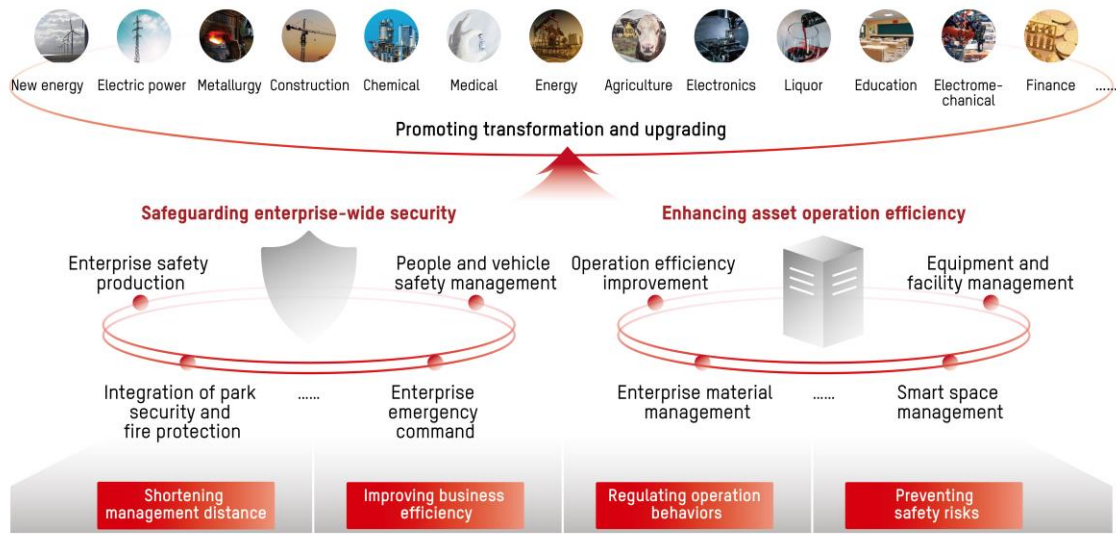 New energy
Electric power
Metallurgy
Construction
Chemical
Medical
Energy
Agriculture
Electronics
Liquor
Education
Electrome-
chanical
Finance
......
Promoting transformation and upgrading
Safeguarding enterprise-wide security
Enhancing asset operation efficiency
Enterprise safety
production
People and vehicle
safety management
Operation efficiency
improvement
Equipment and
facility management
Integration of park
security and
fire protection
......
Enterprise
emergency
command
Enterprise material
management
......
Smart space
management
Shortening
management distance
Improving business
efficiency
Regulating operation
behaviors
Preventing
safety risks